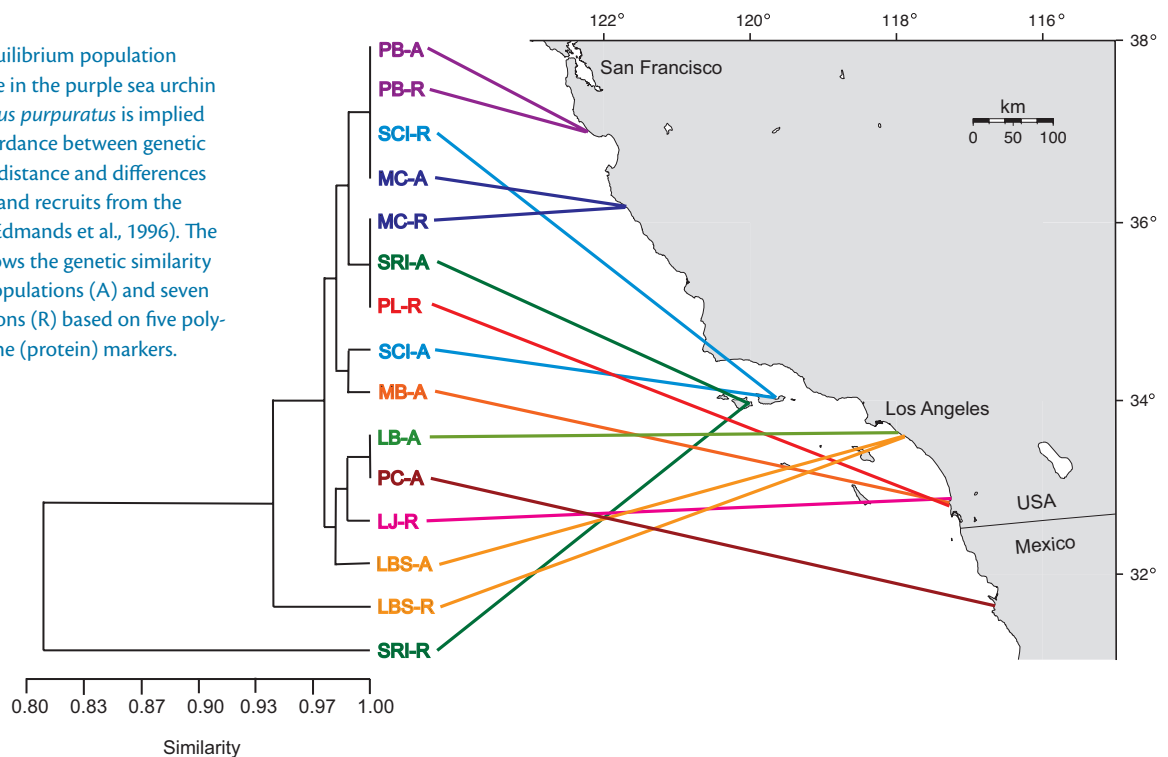 uilibrium population
e in the purple sea urchin
us purpuratus is implied
rdance between genetic
distance and differences
and recruits from the
Edmands et al., 1996). The
ows the genetic similarity
opulations (A) and seven
ons (R) based on five poly-
ne (protein) markers.
122° 120° 118° 116°
38°
36°
34°
32°
San Francisco
km
0 50 100
Los Angeles
USA
Mexico
PB-A
PB-R
SCI-R
MC-A
MC-R
SRI-A
PL-R
SCI-A
MB-A
LB-A
PC-A
LJ-R
LBS-A
LBS-R
SRI-R
0.80 0.83 0.87 0.90 0.93 0.97 1.00
Similarity